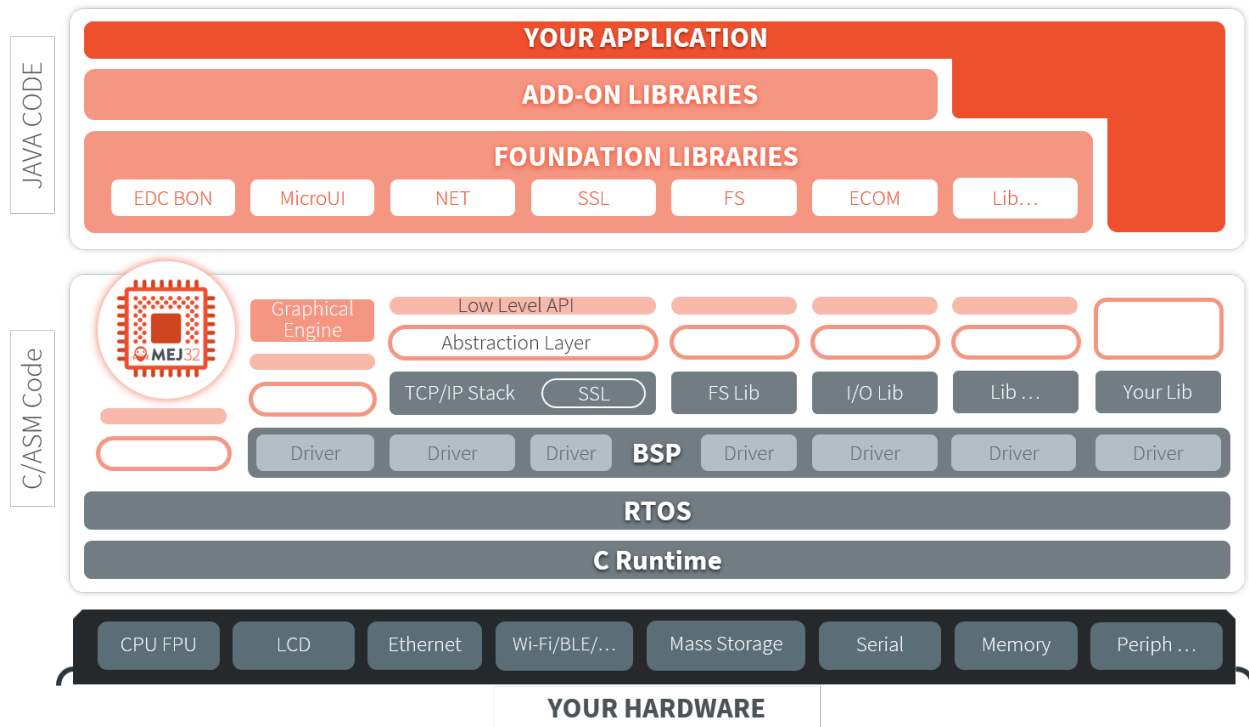 JAVA CODE
YOUR APPLICATION
ADD-ON LIBRARIES
FOUNDATION LIBRARIES
EDC BON
MicroUI
NET
SSL
FS
ECOM
Lib...
C/ASM Code
MEJ32
Graphical
Engine
Low Level API
Abstraction Layer
TCP/IP Stack
SSL
FS Lib
I/O Lib
Lib ...
Your Lib
Driver
Driver
Driver
BSP
Driver
Driver
Driver
Driver
RTOS
C Runtime
CPU FPU
LCD
Ethernet
Wi-Fi/BLE/...
Mass Storage
Serial
Memory
Periph ...
YOUR HARDWARE